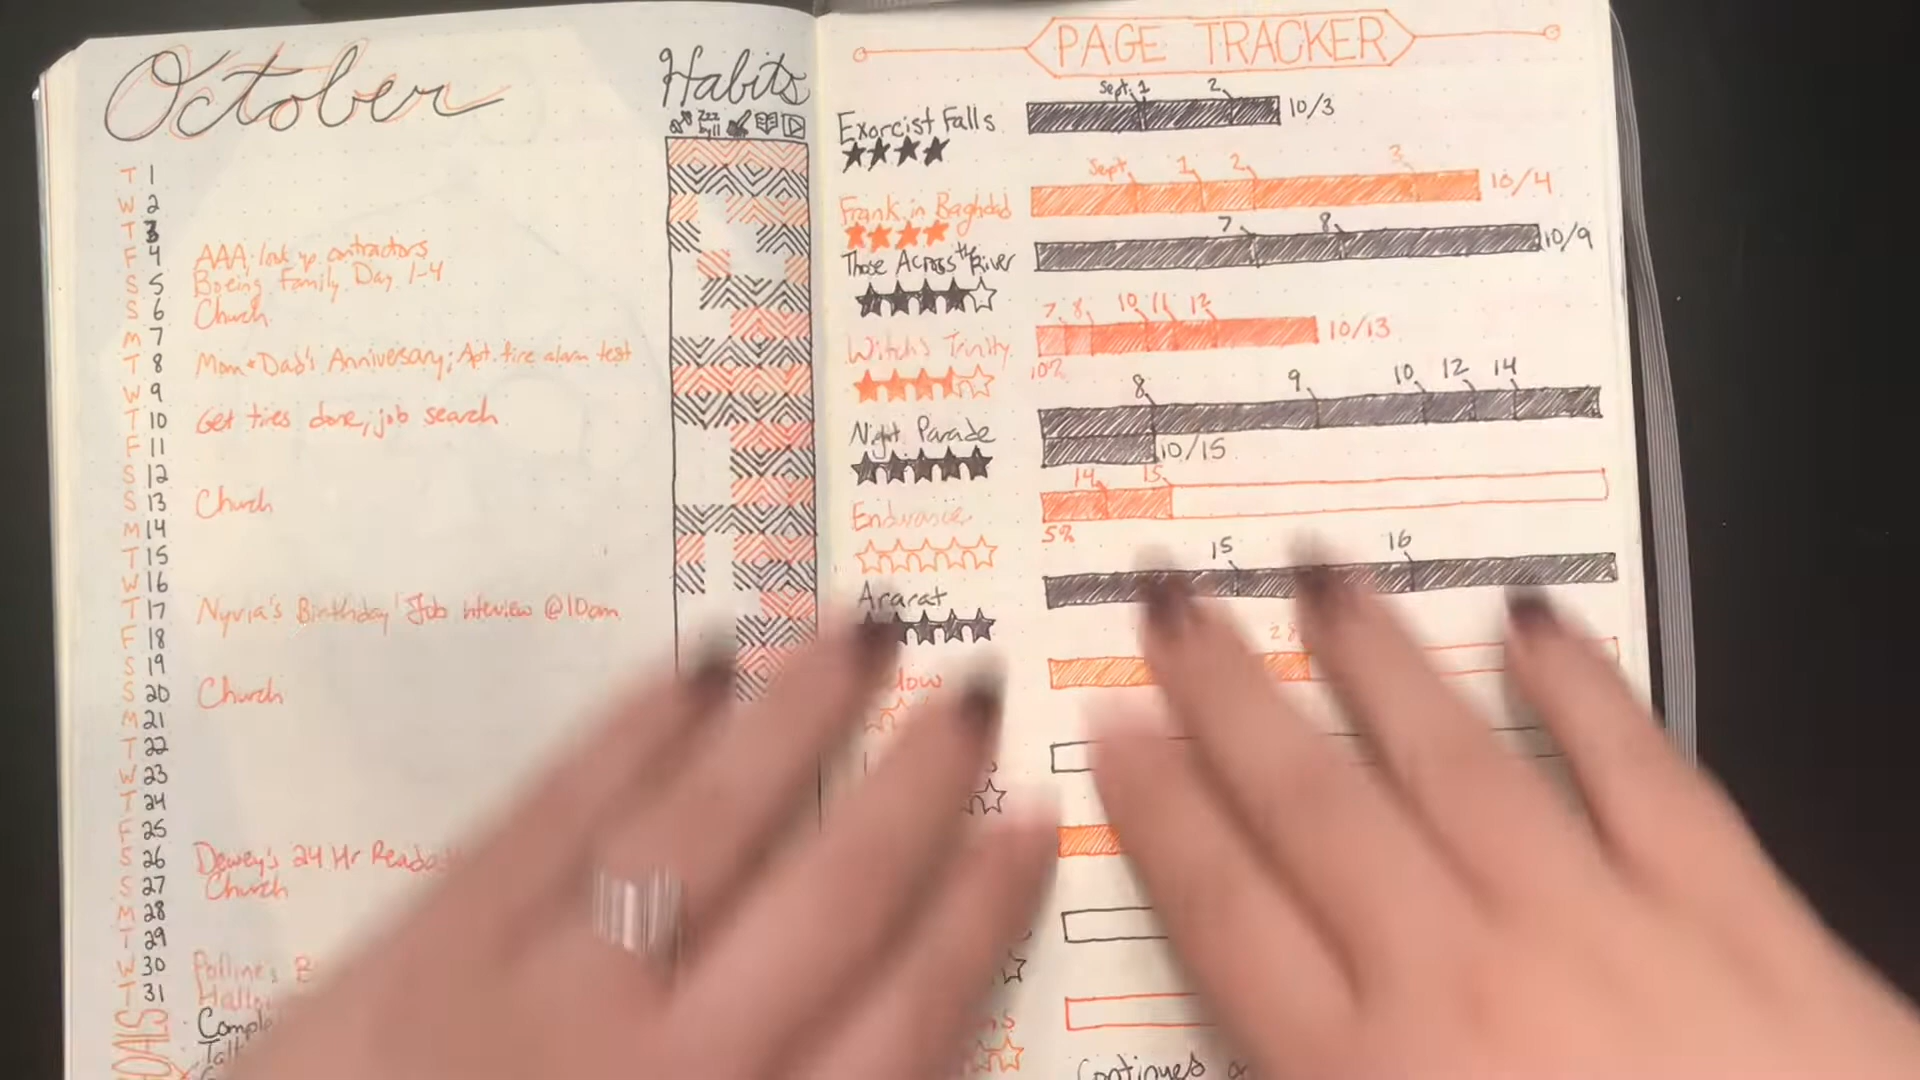 October
T 1
W 2
T 3
F 4 AAA, look up contractors
S 5 Boeing Family Day 1-4
S 6 Church
M 7
T 8 Mom + Dad's Anniversary; Apt. fire alarm test
W 9
T 10 Get tires done, job search
F 11
S 12
S 13 Church
M 14
T 15
W 16
T 17 Birthday! Job interview @10am
F 18
S 19
S 20 Church
M 21
T 22
W 23
T 24
F 25
S 26 Dewey's 24 Hr
S 27 Church
M 28
T 29
W 30
T 31
Habits
Zzz
PAGE TRACKER
Sept. 1 2
Exorcist Falls 10/3
Sept. 1 2 3
Frank in Baghdad 10/4
7 8
Those Across the River 10/9
7 8 10 11 12
Witch's Trinity 10/13
10%
8 9 10 12 14
Night Parade
10/15
14 15
Endurance
5%
15 16
Ararat
28
Continues